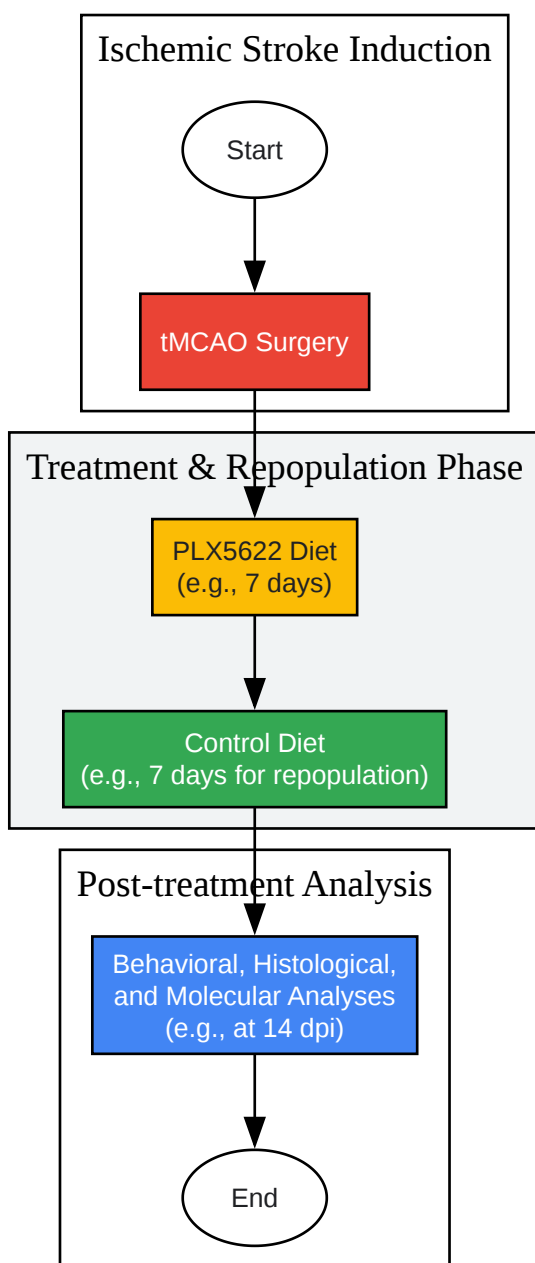 Ischemic Stroke Induction
Start
tMCAO Surgery
Treatment & Repopulation Phase
PLX5622 Diet
(e.g., 7 days)
Control Diet
(e.g., 7 days for repopulation)
Post-treatment Analysis
Behavioral, Histological,
and Molecular Analyses
(e.g., at 14 dpi)
End